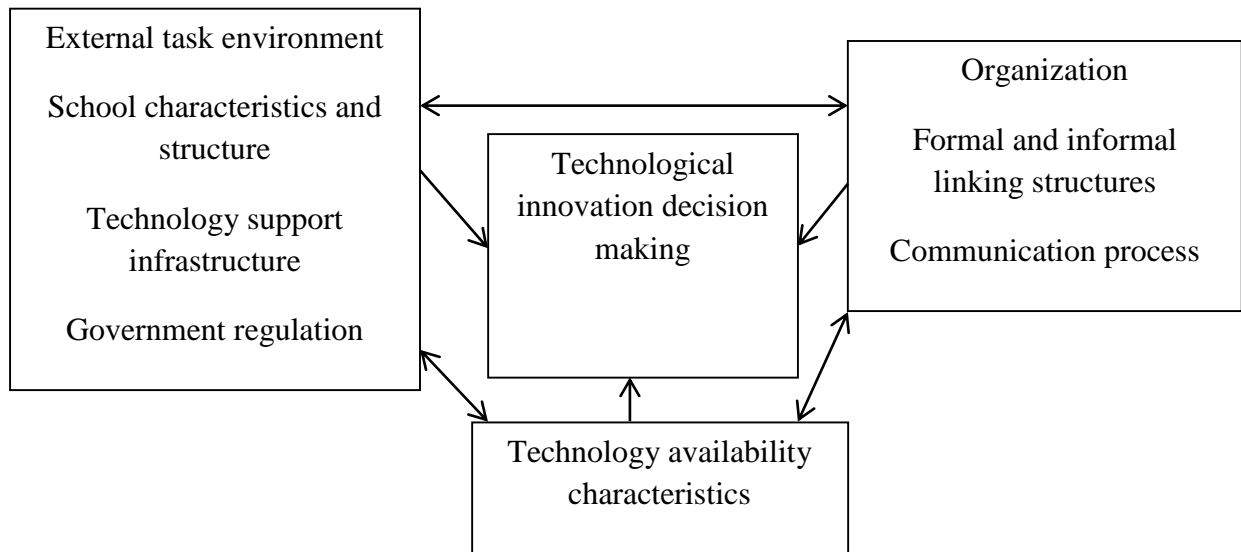 External task environment
School characteristics and
structure
Technology support
infrastructure
Government regulation
Technological
innovation decision
making
Organization
Formal and informal
linking structures
Communication process
Technology availability
characteristics